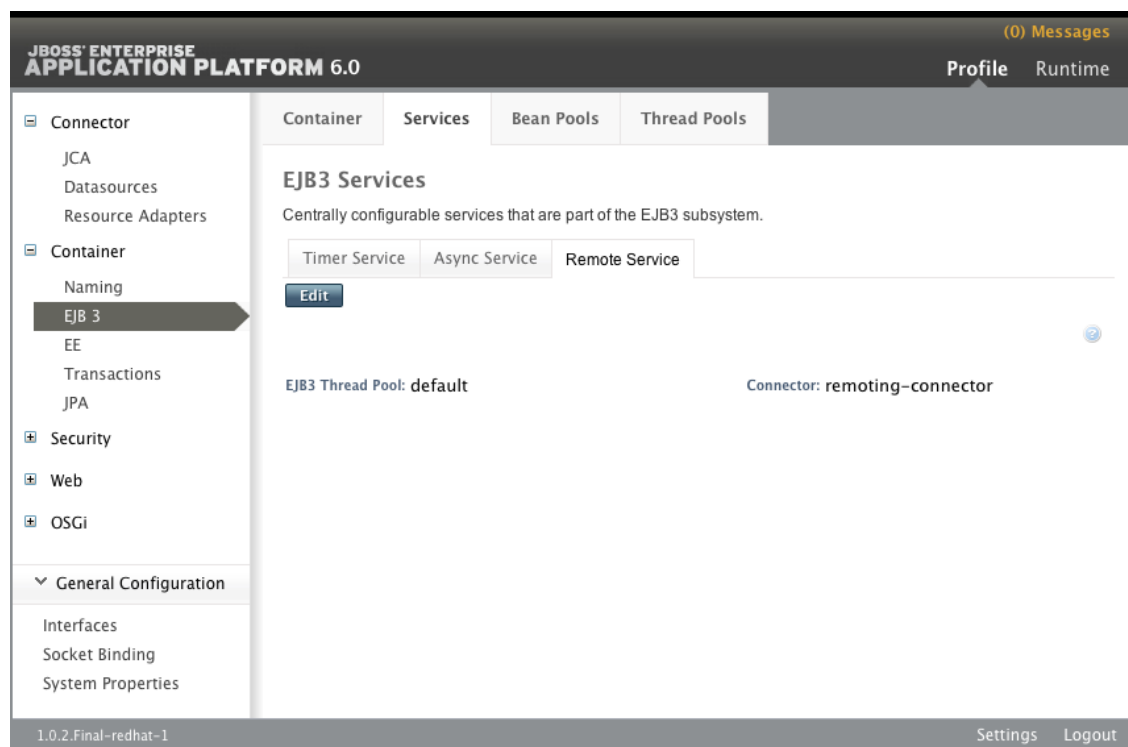 (0) Messages
JBOSS' ENTERPRISE
APPLICATION PLATFORM 6.0
Profile Runtime
Connector
JCA
Datasources
Resource Adapters
Container
Naming
EJB 3
EE
Transactions
JPA
Security
Web
OSGi
General Configuration
Interfaces
Socket Binding
System Properties
Container Services Bean Pools Thread Pools
EJB3 Services
Centrally configurable services that are part of the EJB3 subsystem.
Timer Service Async Service Remote Service
Edit
EJB3 Thread Pool: default Connector: remoting-connector
1.0.2.Final-redhat-1 Settings Logout